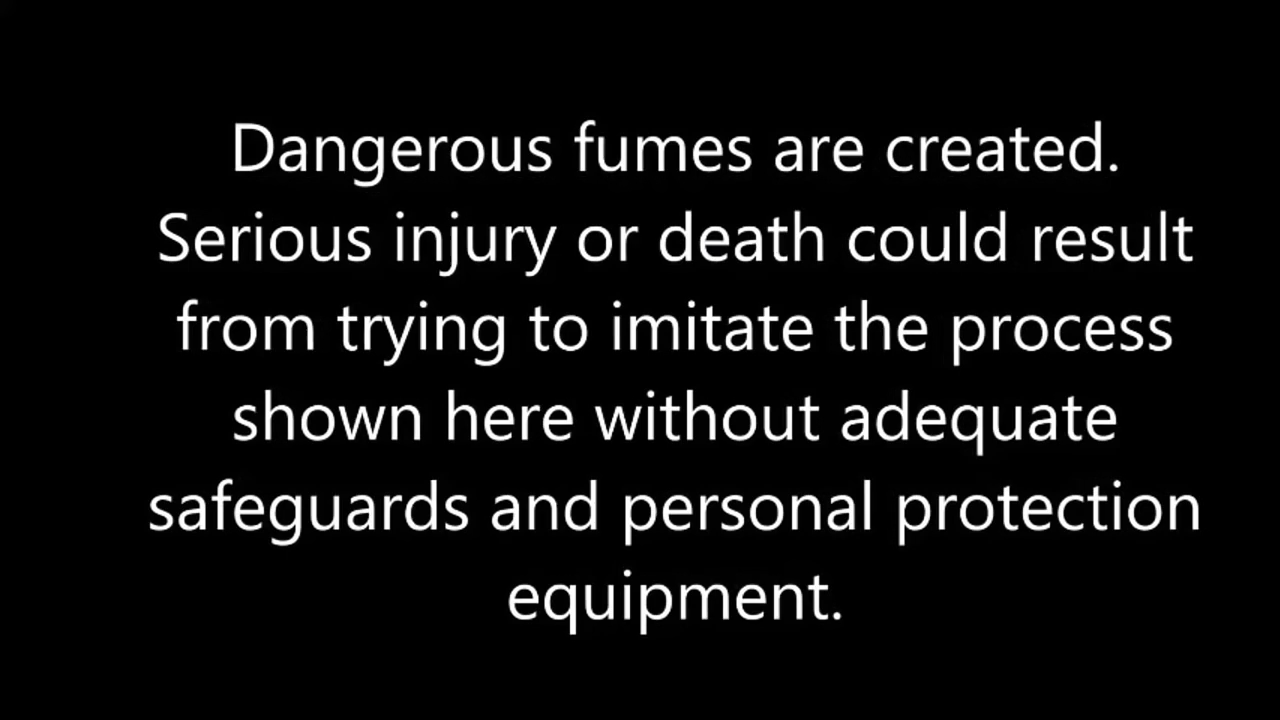 Dangerous fumes are created.
Serious injury or death could result
from trying to imitate the process
shown here without adequate
safeguards and personal protection
equipment.